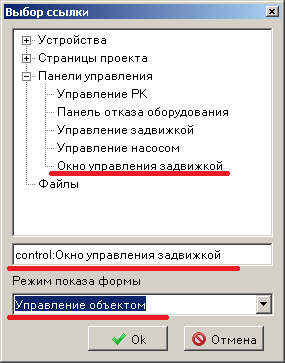 Выбор ссылки
Устройства
Страницы проекта
Панели управления
Управление РК
Панель отказа оборудования
Управление задвижкой
Управление насосом
Окно управления задвижкой
Файлы
control:Окно управления задвижкой
Режим показа формы
Управление объектом
Ok
Отмена